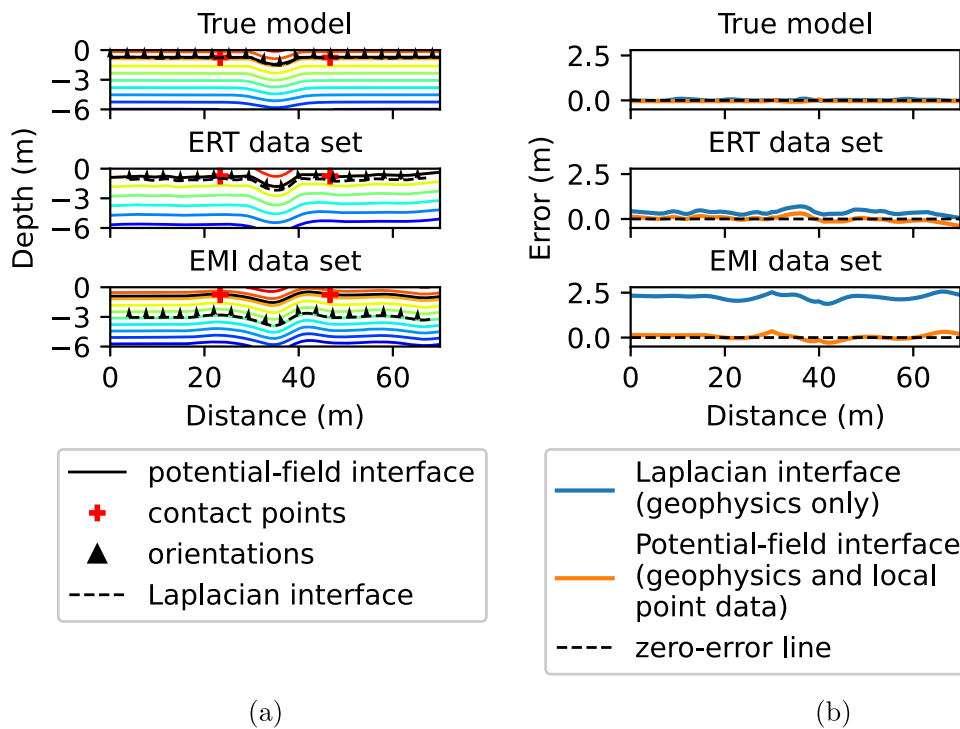 True model
0
−3
−6
ERT data set
0
−3
−6
EMI data set
0
−3
−6
Depth (m)
0 20 40 60
Distance (m)
potential-field interface
contact points
orientations
Laplacian interface
(a)
True model
2.5
0.0
ERT data set
2.5
0.0
EMI data set
2.5
0.0
Error (m)
0 20 40 60
Distance (m)
Laplacian interface
(geophysics only)
Potential-field interface
(geophysics and local
point data)
zero-error line
(b)